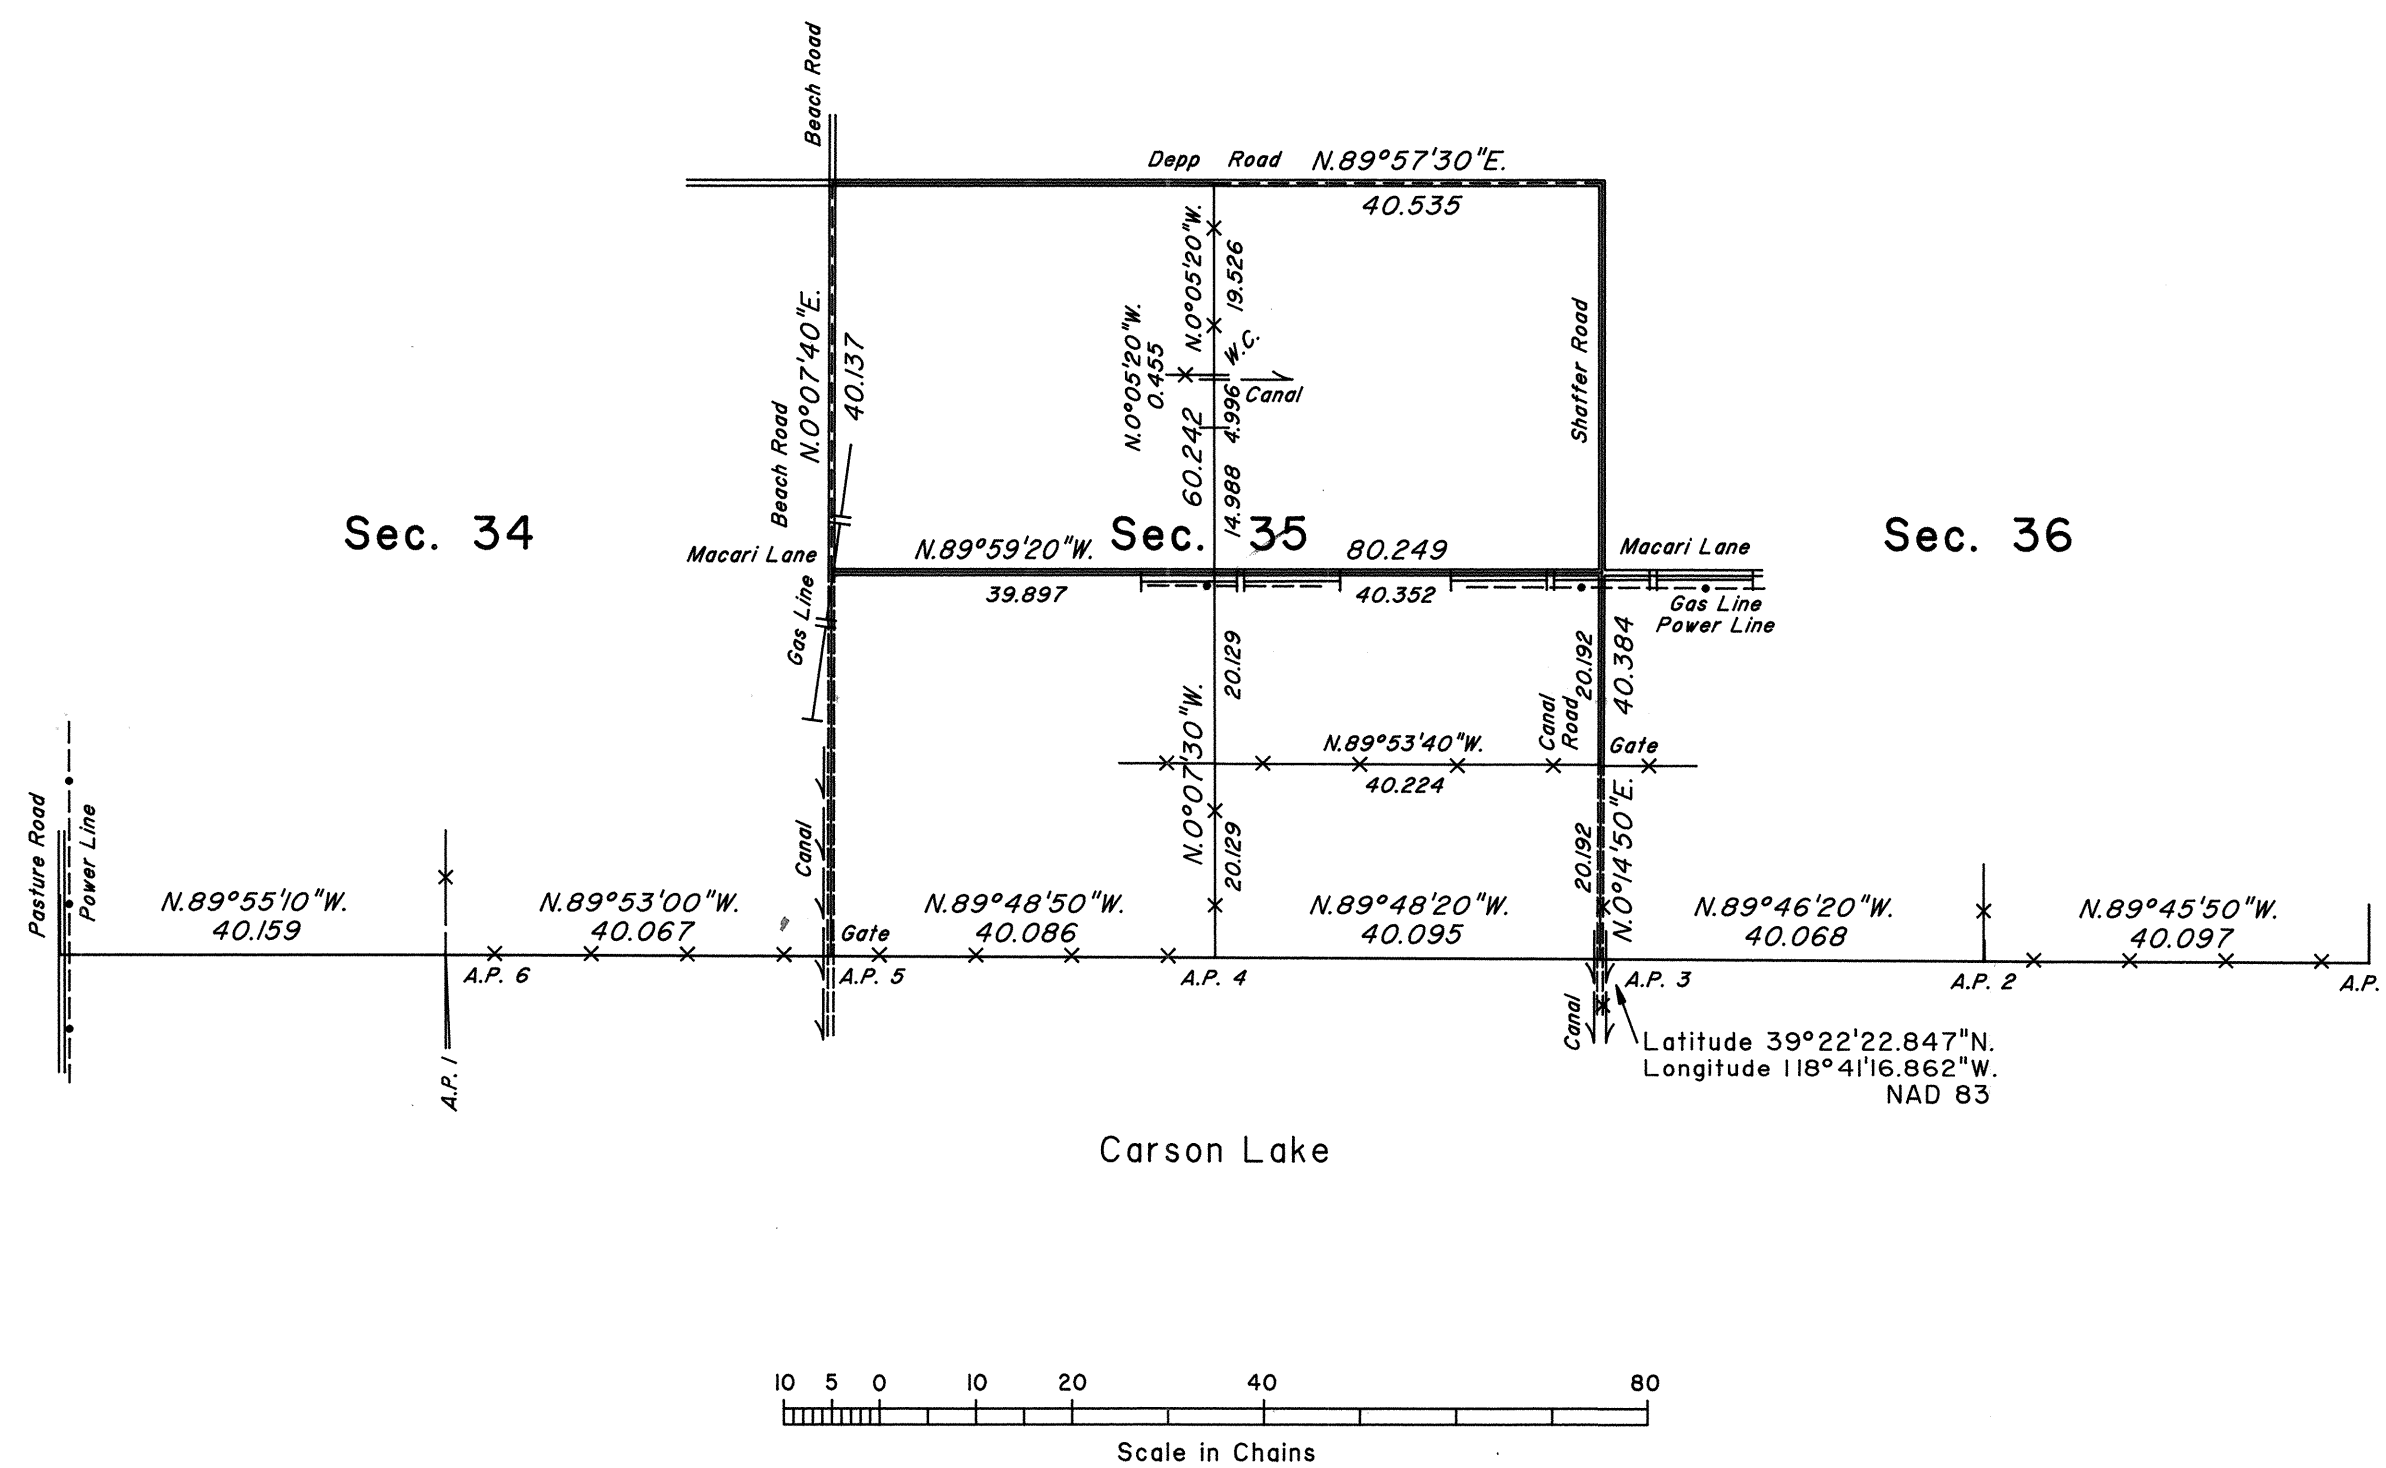 Beach Road
Depp Road N.89°57'30"E.
40.535
N.0°07'40"E.
40.137
Beach Road
N.0°05'20"W.
19.526
N.0°05'20"W.
0.455
W.C.
Canal
60.242
4.996
14.988
Shaffer Road
Sec. 34
Sec. 35
Sec. 36
Macari Lane
N.89°59'20"W.
80.249
Macari Lane
39.897
40.352
Gas Line
Gas Line
Power Line
20.129
20.192
40.384
N.0°07'30"W.
Canal
Road
Gate
N.89°53'40"W.
40.224
20.129
20.192
N.0°14'50"E.
Pasture Road
Power Line
Canal
N.89°55'10"W.
40.159
N.89°53'00"W.
40.067
Gate
N.89°48'50"W.
40.086
N.89°48'20"W.
40.095
N.89°46'20"W.
40.068
N.89°45'50"W.
40.097
A.P. 6
A.P. 5
A.P. 4
A.P. 3
A.P. 2
A.P.
A.P. 1
Canal
Latitude 39°22'22.847"N.
Longitude 118°41'16.862"W.
NAD 83
Carson Lake
10 5 0 10 20 40 80
Scale in Chains